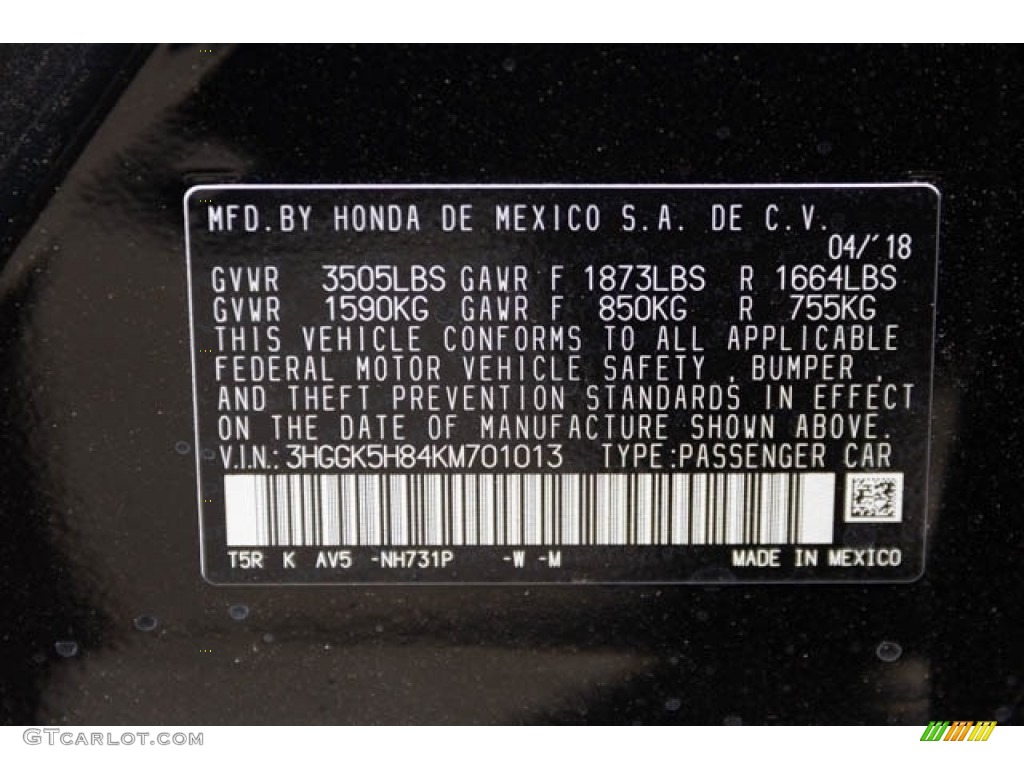 MFD.BY HONDA DE MEXICO S.A. DE C.V.
04/'18
GVWR 3505LBS GAWR F 1873LBS R 1664LBS
GVWR 1590KG GAWR F 850KG R 755KG
THIS VEHICLE CONFORMS TO ALL APPLICABLE
FEDERAL MOTOR VEHICLE SAFETY , BUMPER ,
AND THEFT PREVENTION STANDARDS IN EFFECT
ON THE DATE OF MANUFACTURE SHOWN ABOVE.
V.I.N.: 3HGGK5H84KM701013 TYPE:PASSENGER CAR
T5R K AV5 -NH731P -W -M MADE IN MEXICO
GTCARLOT.COM